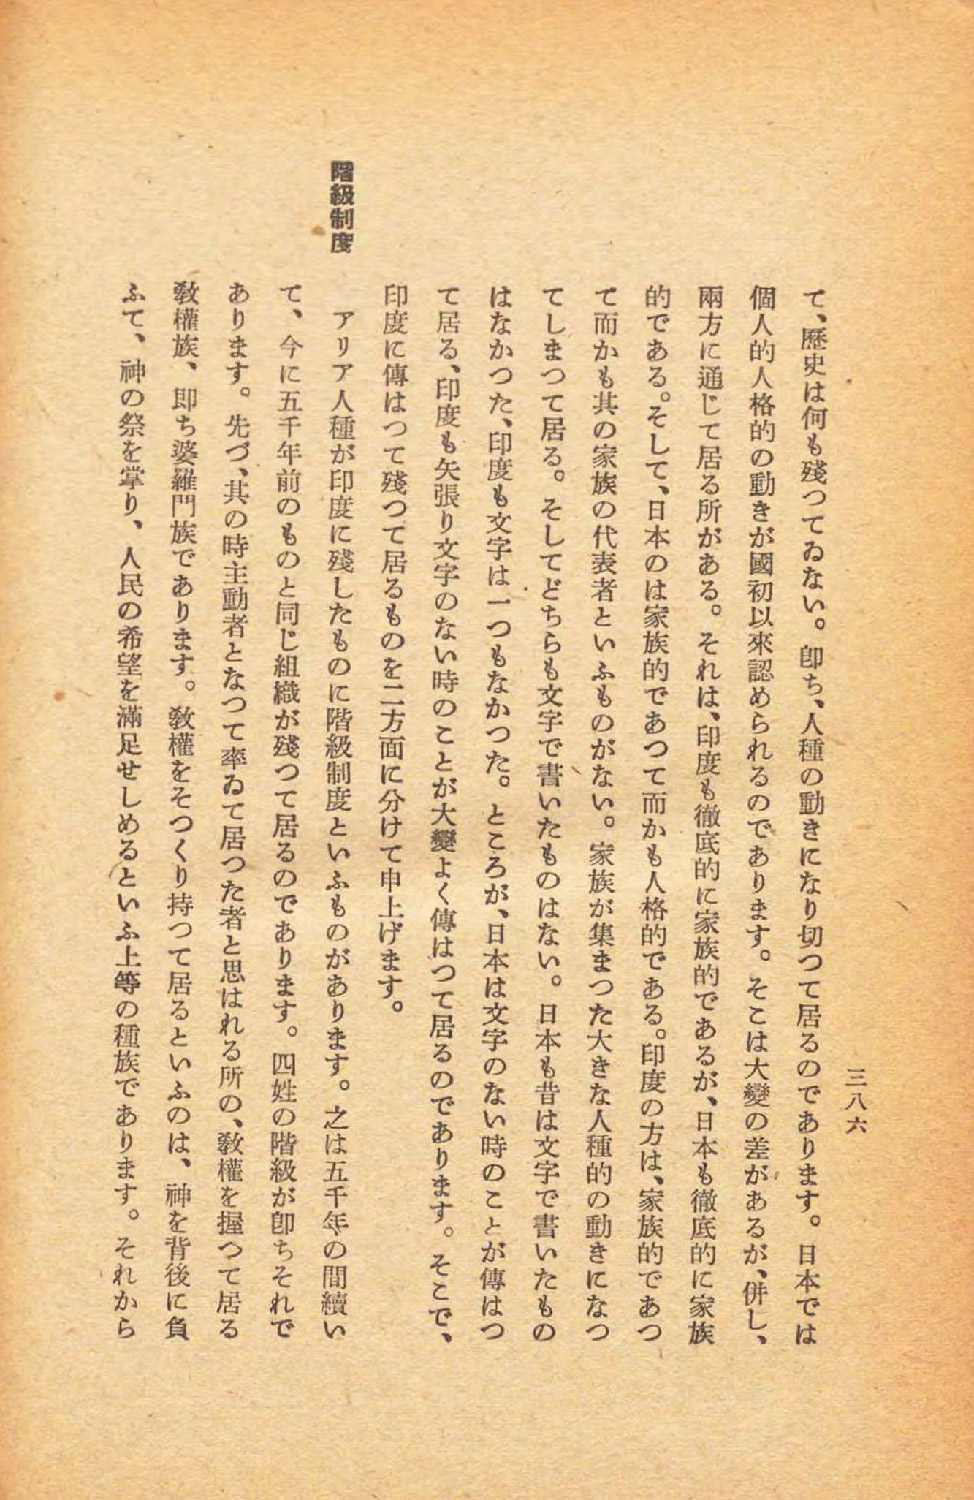 三八六
て、歷史は何も殘つてゐない。卽ち、人種の動きになり切つて居るのであります。日本では
個人的人格的の動きが國初以來認められるのであります。そこは大變の差があるが、併し、
兩方に通じて居る所がある。それは、印度も徹底的に家族的であるが、日本も徹底的に家族
的である。そして、日本のは家族的であつて而かも人格的である。印度の方は、家族的であつ
て而かも其の家族の代表者といふものがない。家族が集まつた大きな人種的の動きになつ
てしまつて居る。そしてどちらも文字で書いたものはない。日本も昔は文字で書いたもの
はなかつた、印度も文字は一つもなかつた。ところが、日本は文字のない時のことが傳はつ
て居る、印度も矢張り文字のない時のことが大變よく傳はつて居るのであります。そこで、
印度に傳はつて殘つて居るものを二方面に分けて申上げます。
階級制度
アリア人種が印度に殘したものに階級制度といふものがあります。之は五千年の間續い
て、今に五千年前のものと同じ組織が殘つて居るのであります。四姓の階級が卽ちそれで
あります。先づ、其の時主動者となつて率ゐて居つた者と思はれる所の、敎權を握つて居る
敎權族、卽ち婆羅門族であります。敎權をそつくり持つて居るといふのは、神を背後に負
ふて、神の祭を掌り、人民の希望を滿足せしめるといふ上等の種族であります。それから